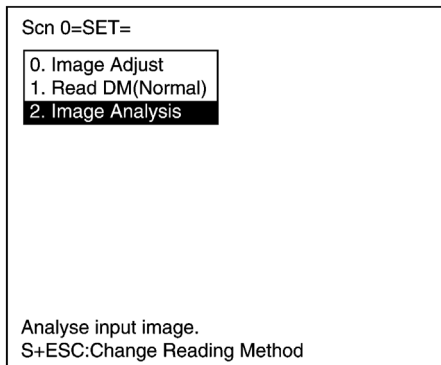 Scn 0=SET=
0. Image Adjust
1. Read DM(Normal)
2. Image Analysis
Analyse input image.
S+ESC:Change Reading Method